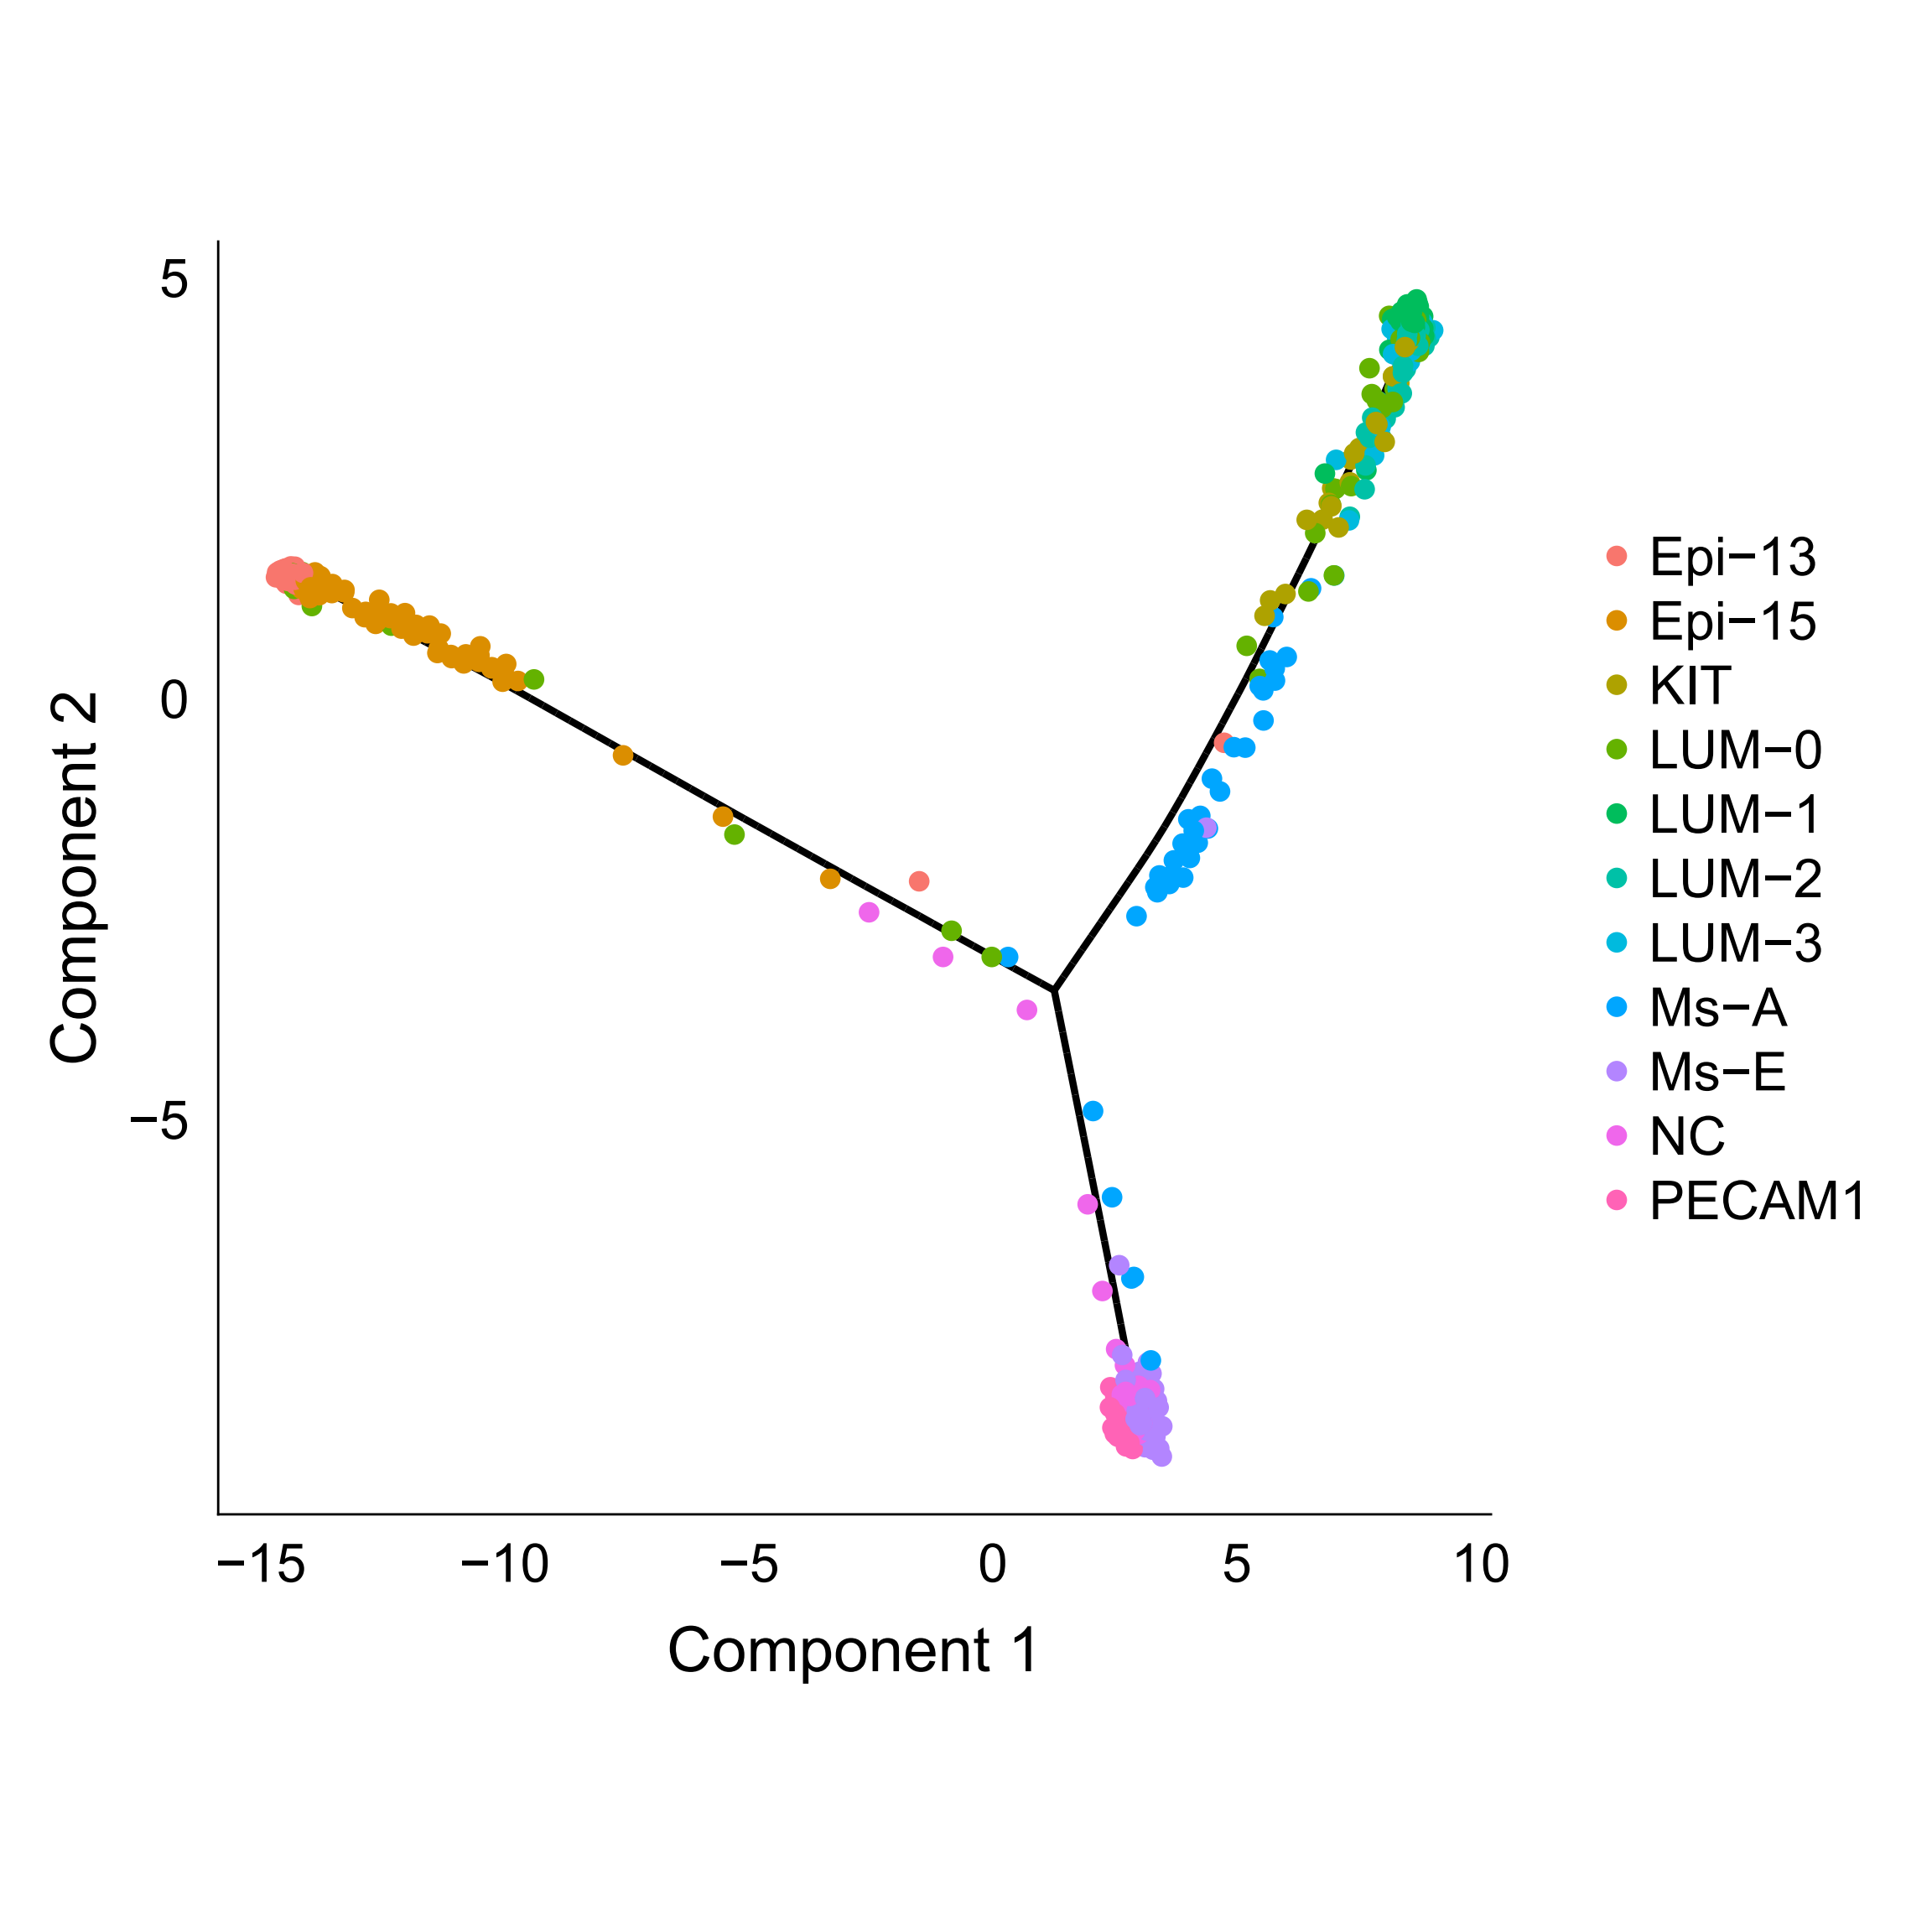 5
0
−5
Component 2
−15 −10 −5 0 5 10
Component 1
Epi−13
Epi−15
KIT
LUM−0
LUM−1
LUM−2
LUM−3
Ms−A
Ms−E
NC
PECAM1